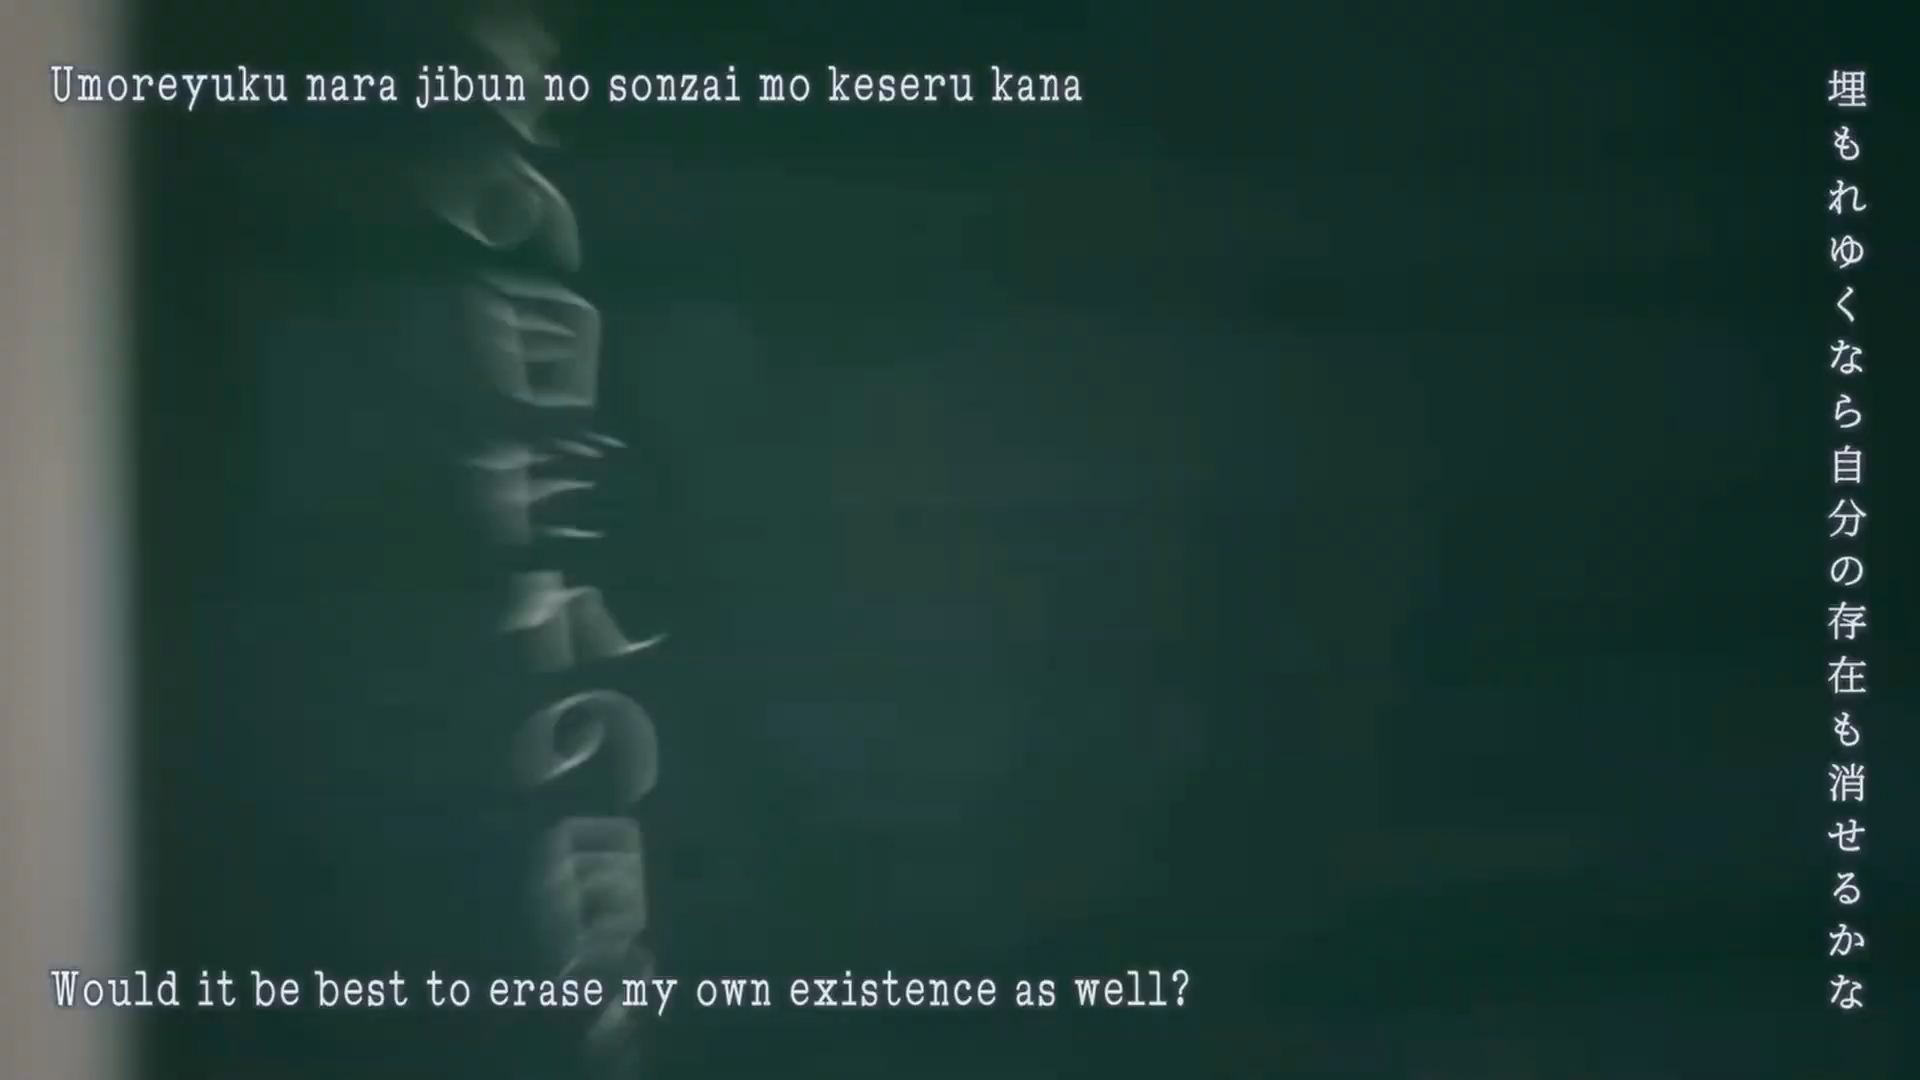 Umoreyuku nara jibun no sonzai mo keseru kana
埋もれゆくなら自分の存在も消せるかな
Would it be best to erase my own existence as well?